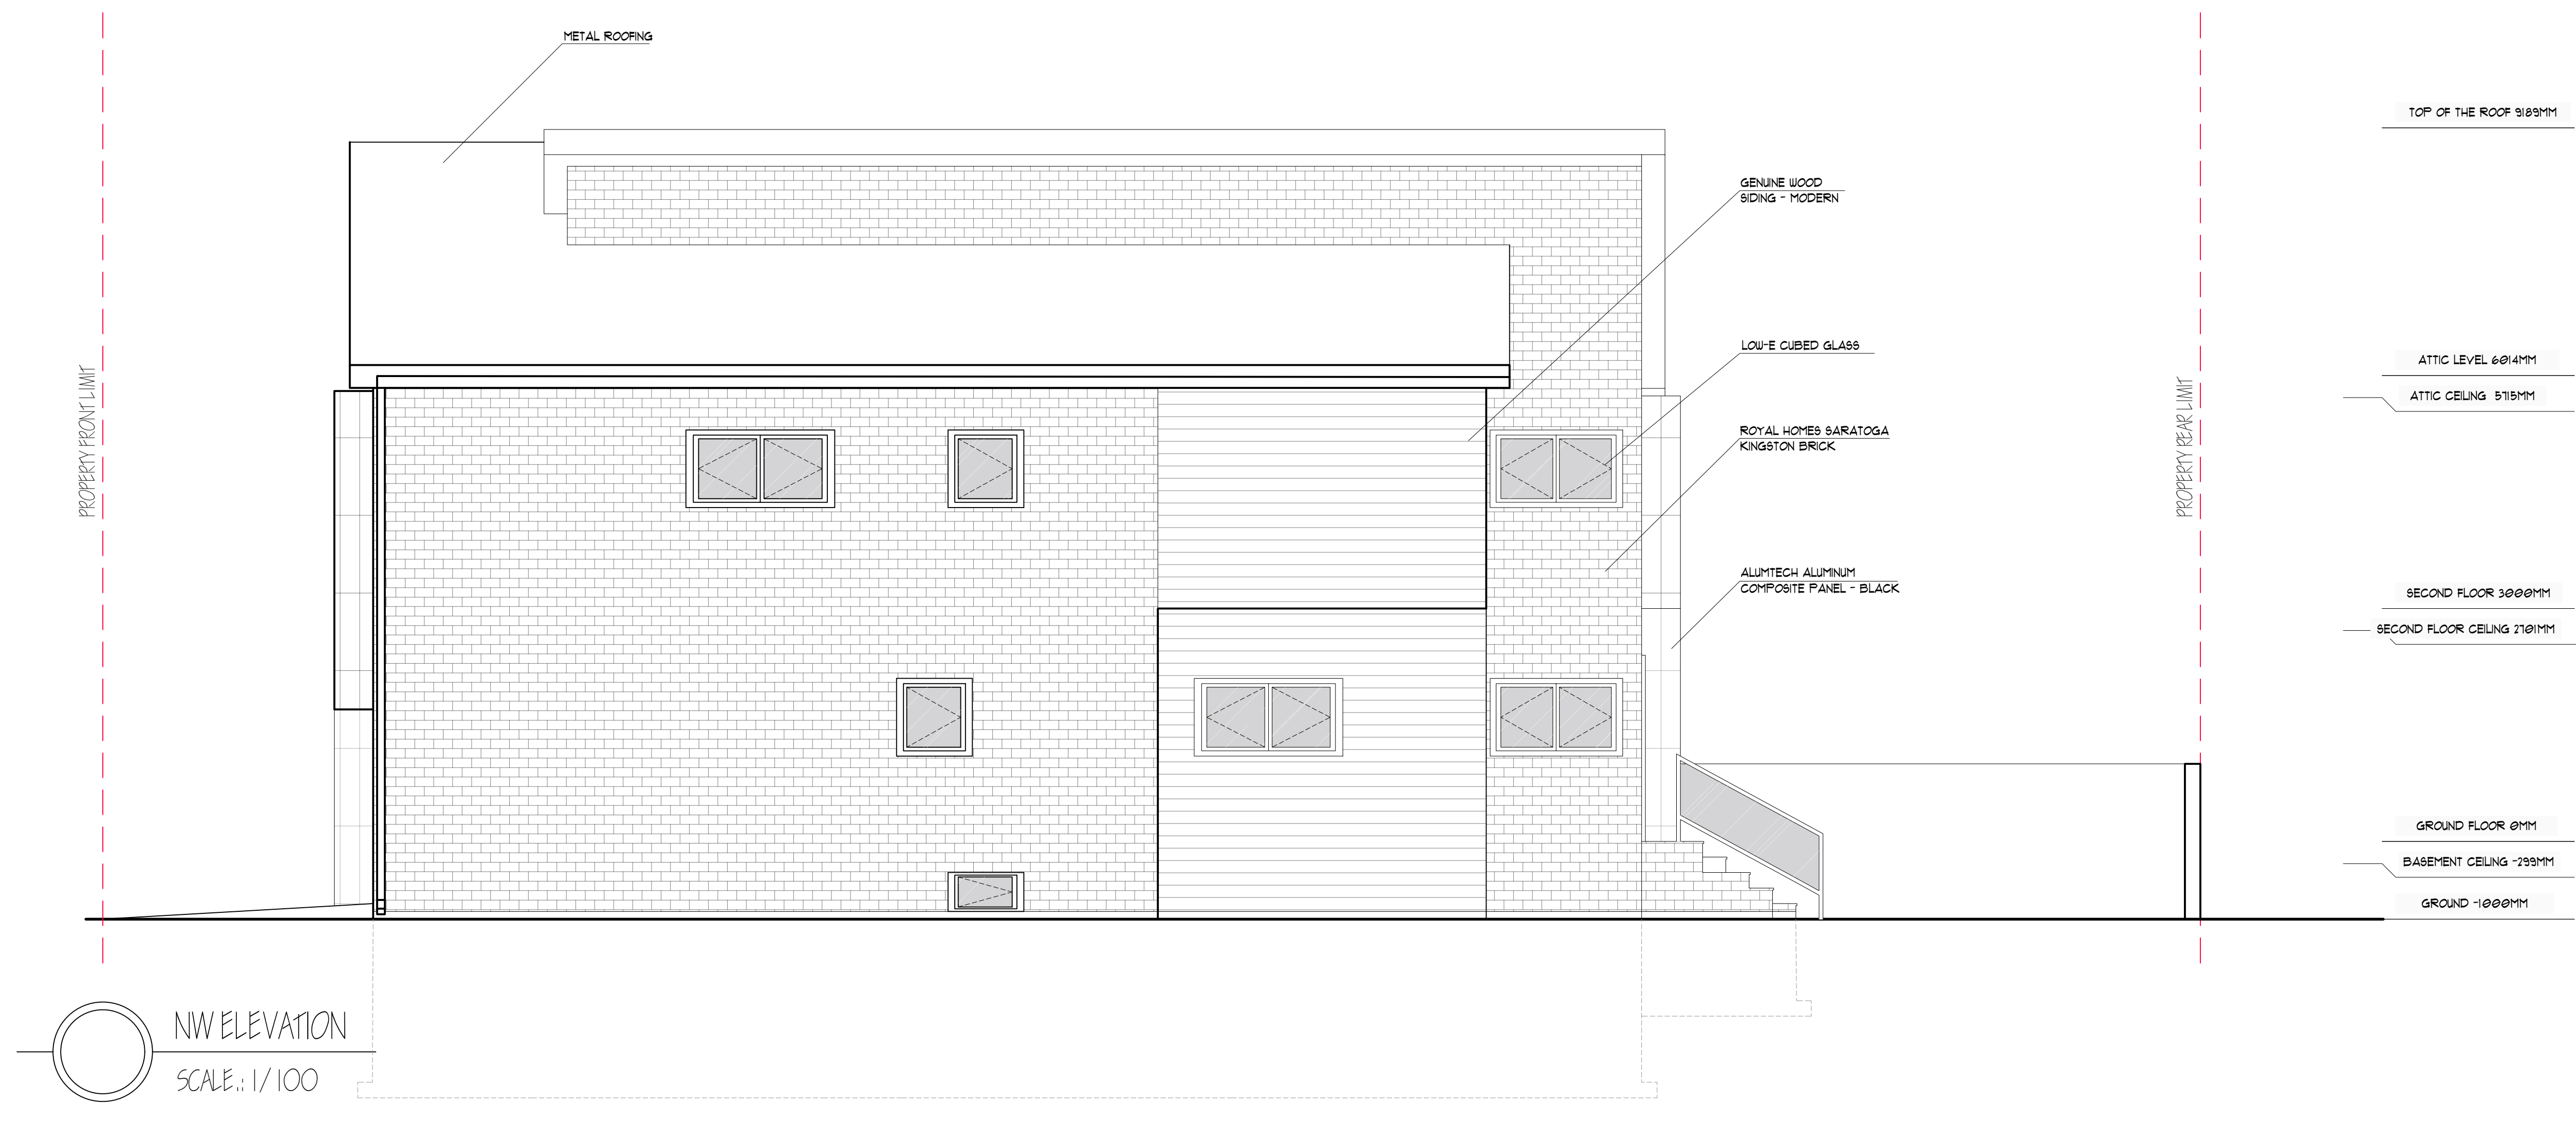 METAL ROOFING
TOP OF THE ROOF 9189MM
GENUINE WOOD
SIDING - MODERN
LOW-E CUBED GLASS
ATTIC LEVEL 6014MM
ATTIC CEILING 5715MM
PROPERTY FRONT LIMIT
PROPERTY REAR LIMIT
ROYAL HOMES SARATOGA
KINGSTON BRICK
ALUMTECH ALUMINUM
COMPOSITE PANEL - BLACK
SECOND FLOOR 3000MM
SECOND FLOOR CEILING 2701MM
GROUND FLOOR 0MM
BASEMENT CEILING -299MM
GROUND -1000MM
NW ELEVATION
SCALE.: 1/100